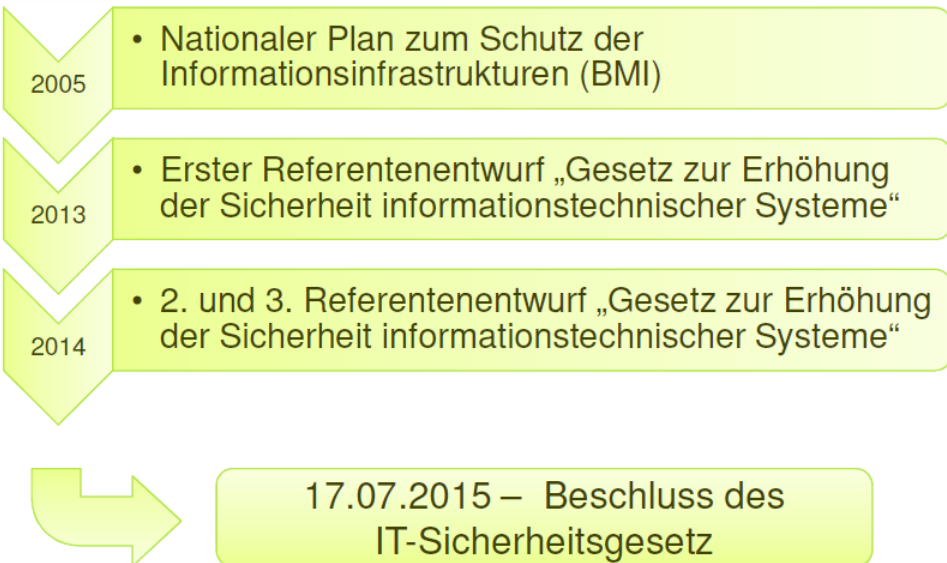 2005
• Nationaler Plan zum Schutz der
Informationsinfrastrukturen (BMI)
2013
• Erster Referentenentwurf „Gesetz zur Erhöhung
der Sicherheit informationstechnischer Systeme“
2014
• 2. und 3. Referentenentwurf „Gesetz zur Erhöhung
der Sicherheit informationstechnischer Systeme“
17.07.2015 – Beschluss des
IT-Sicherheitsgesetz